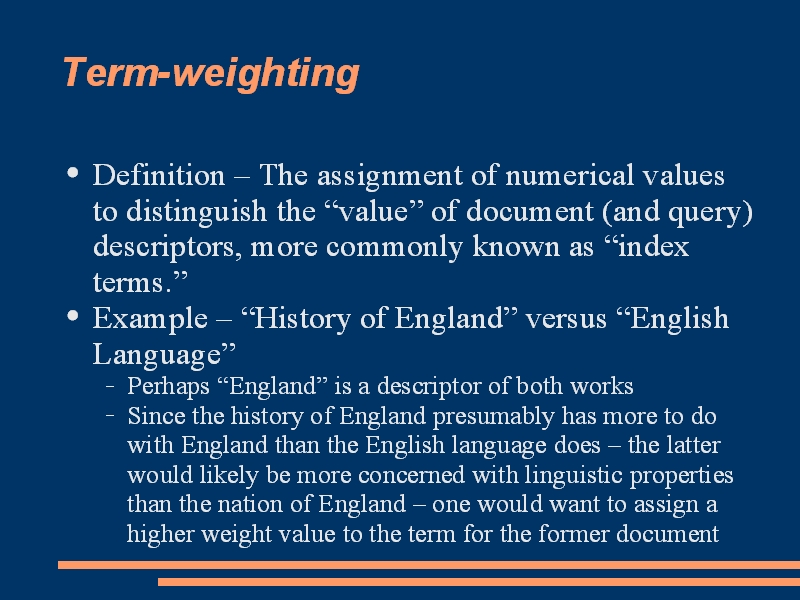 Term-weighting
• Definition – The assignment of numerical values
to distinguish the “value” of document (and query)
descriptors, more commonly known as “index
terms.”
• Example – “History of England” versus “English
Language”
– Perhaps “England” is a descriptor of both works
– Since the history of England presumably has more to do
with England than the English language does – the latter
would likely be more concerned with linguistic properties
than the nation of England – one would want to assign a
higher weight value to the term for the former document